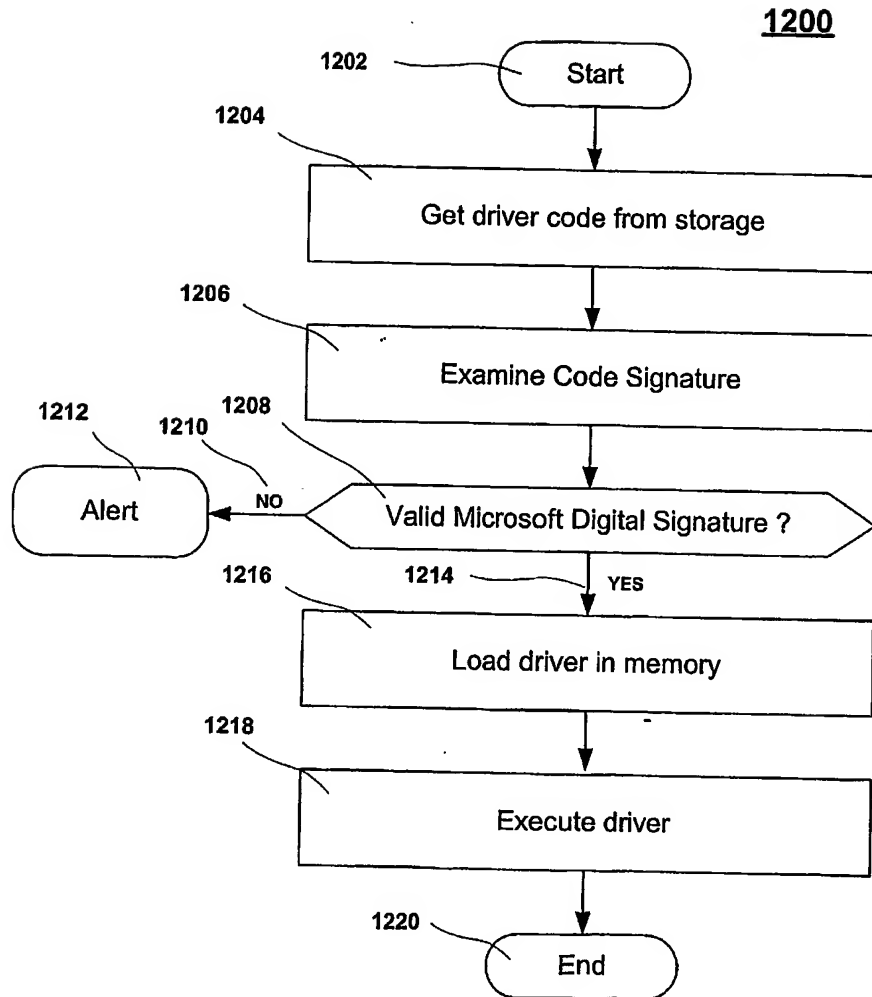 1200
1202
Start
1204
Get driver code from storage
1206
Examine Code Signature
1212
1210
1208
Alert
NO
Valid Microsoft Digital Signature ?
1216
1214
YES
Load driver in memory
1218
Execute driver
1220
End